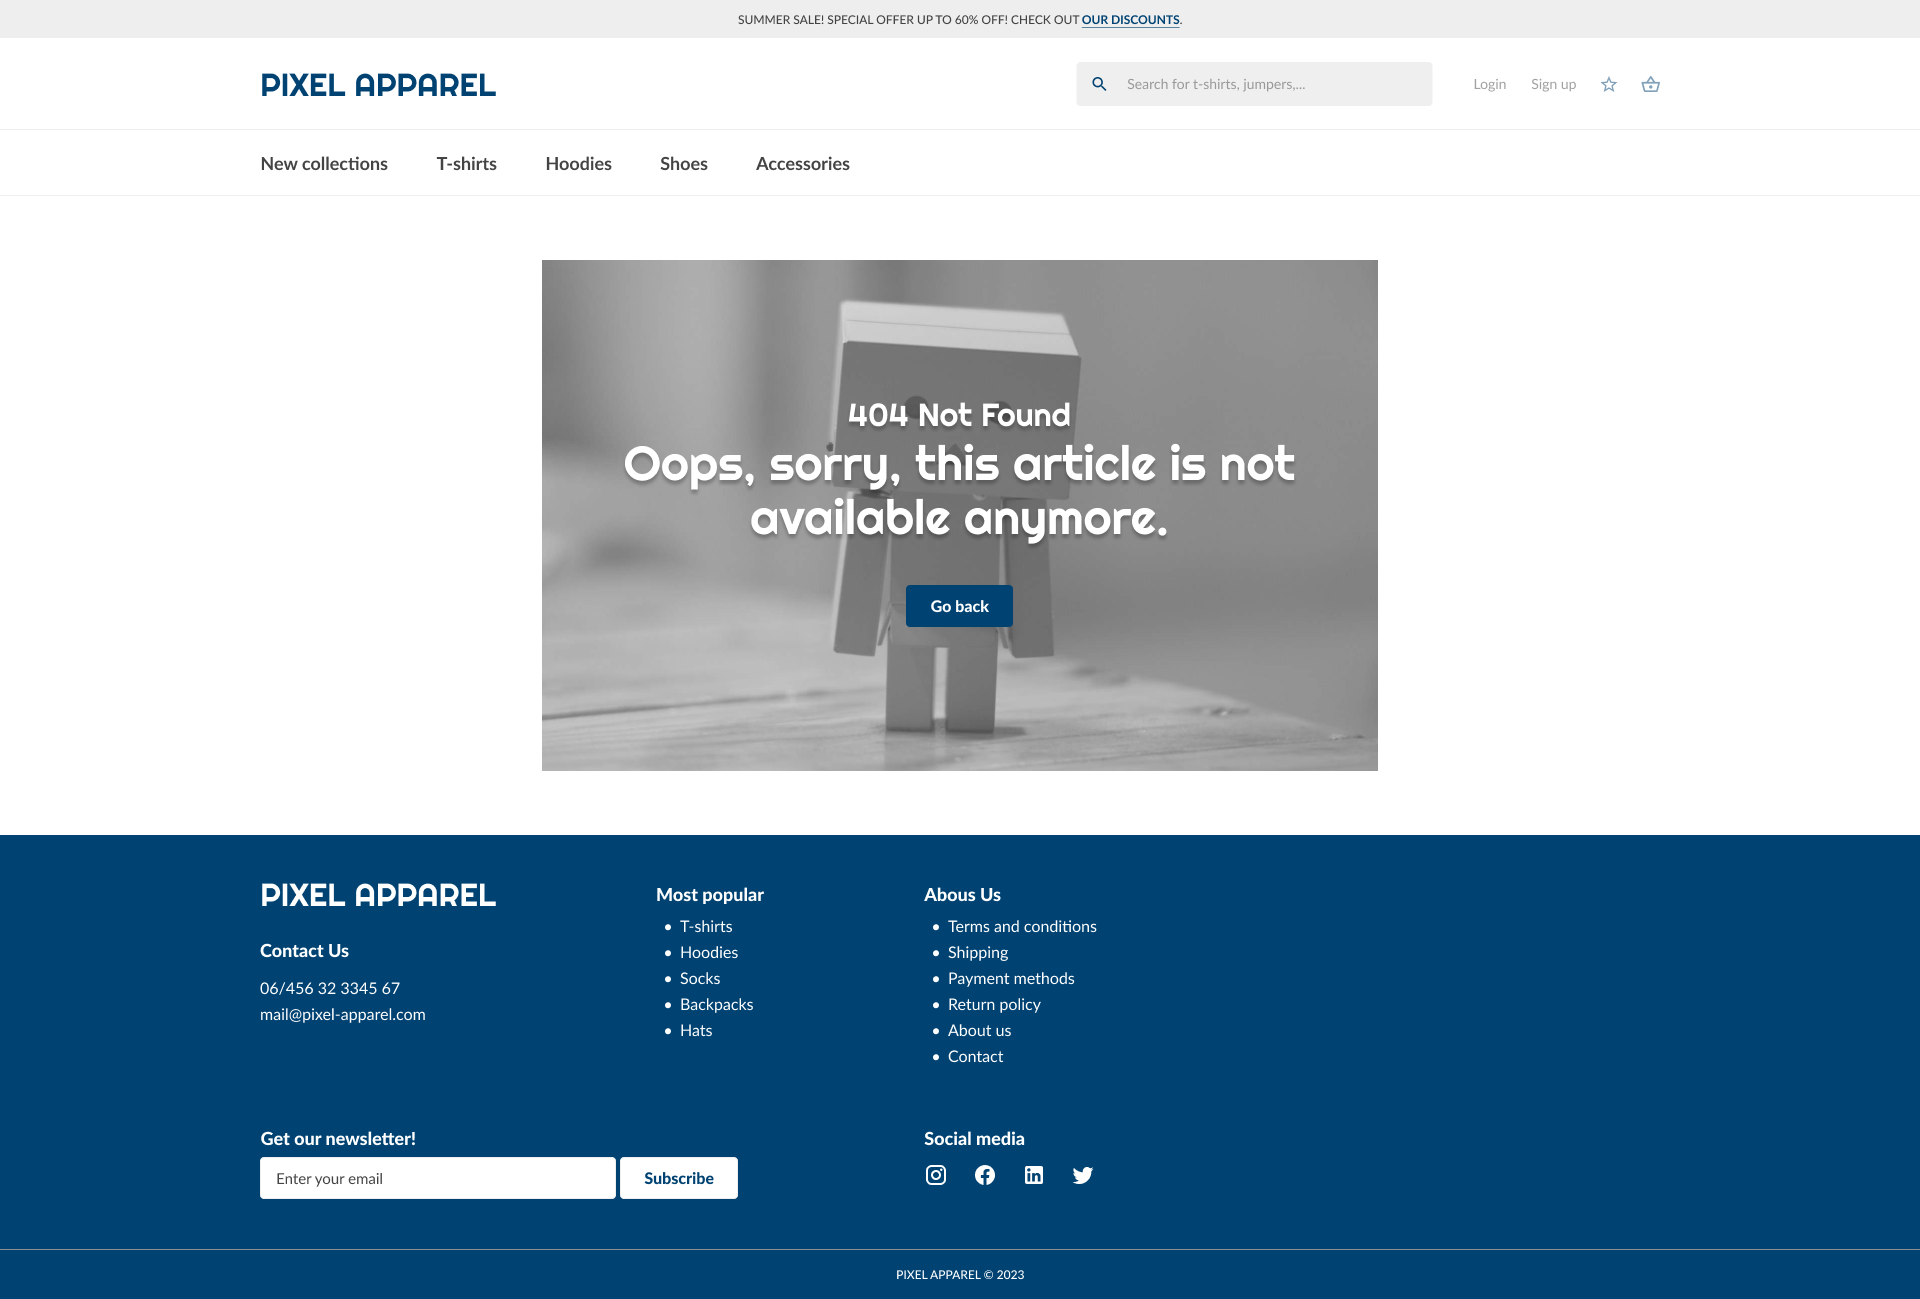 SUMMER SALE! SPECIAL OFFER UP TO 60% OFF! CHECK OUT OUR DISCOUNTS.
PIXEL APPAREL
Search for t-shirts, jumpers,...
Login
Sign up
New collections
T-shirts
Hoodies
Shoes
Accessories
404 Not Found
Oops, sorry, this article is not
available anymore.
Go back
PIXEL APPAREL
Contact Us
06/456 32 3345 67
mail@pixel-apparel.com
Most popular
• T-shirts
• Hoodies
• Socks
• Backpacks
• Hats
Abous Us
• Terms and conditions
• Shipping
• Payment methods
• Return policy
• About us
• Contact
Get our newsletter!
Enter your email
Subscribe
Social media
PIXEL APPAREL © 2023